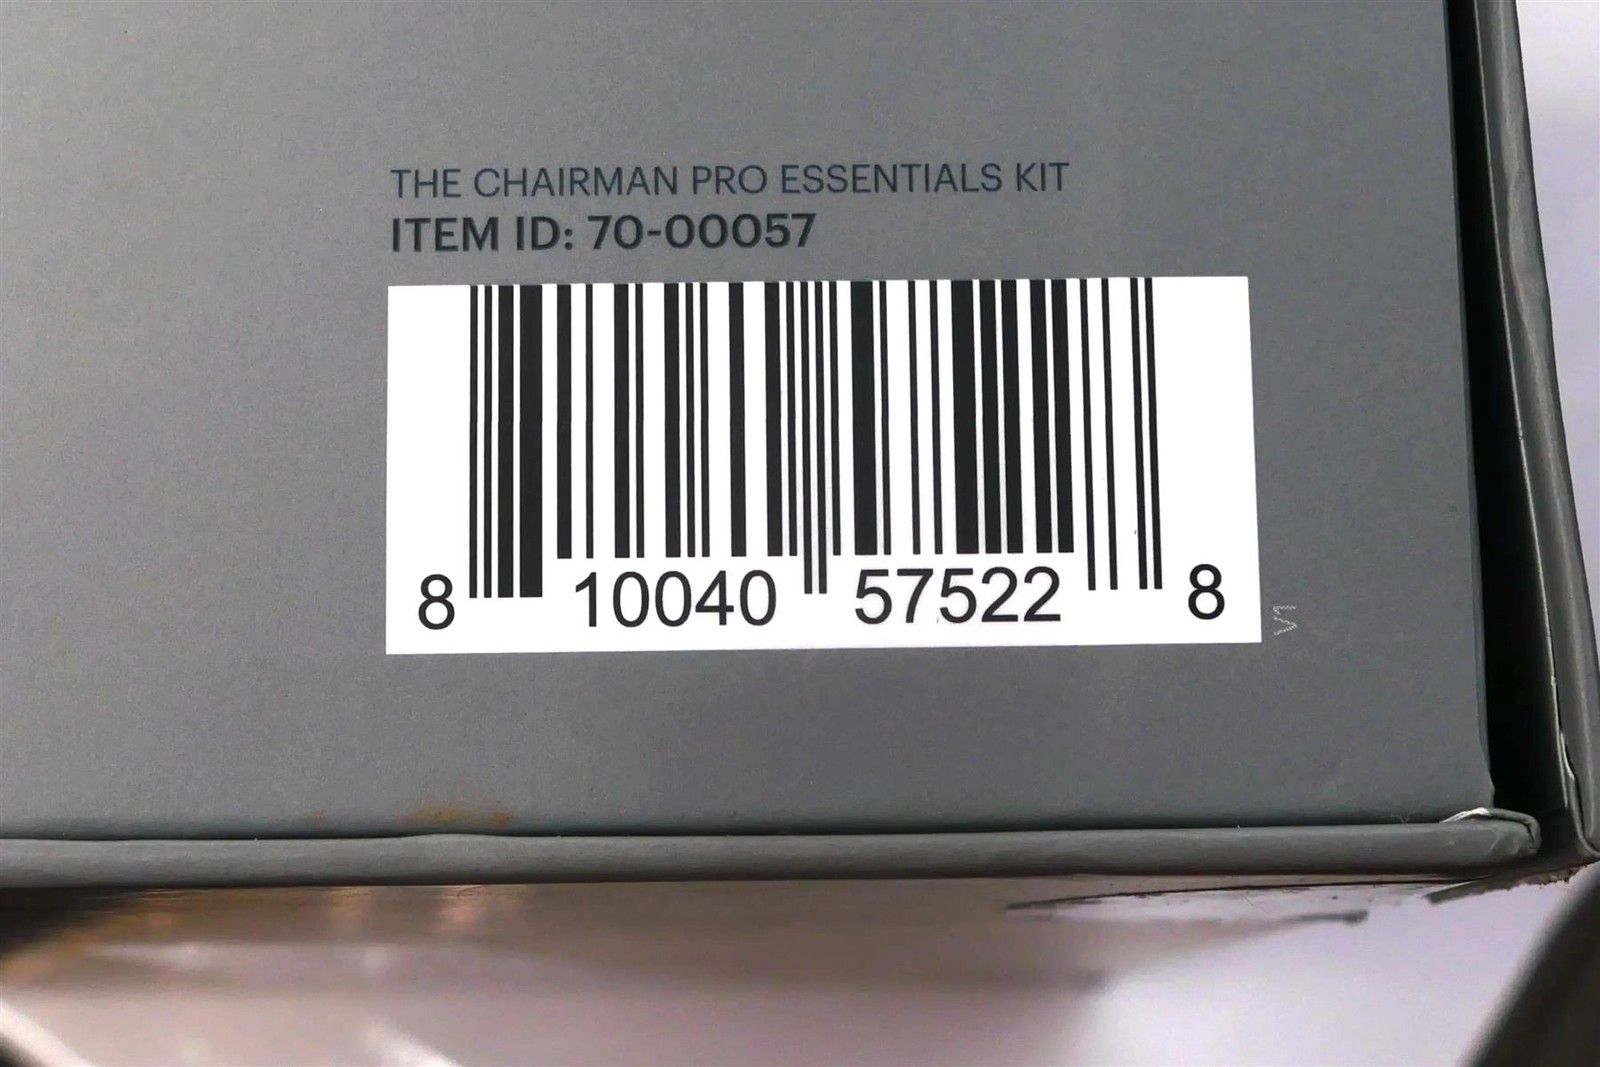 THE CHAIRMAN PRO ESSENTIALS KIT
ITEM ID: 70-00057
8 10040 57522 8